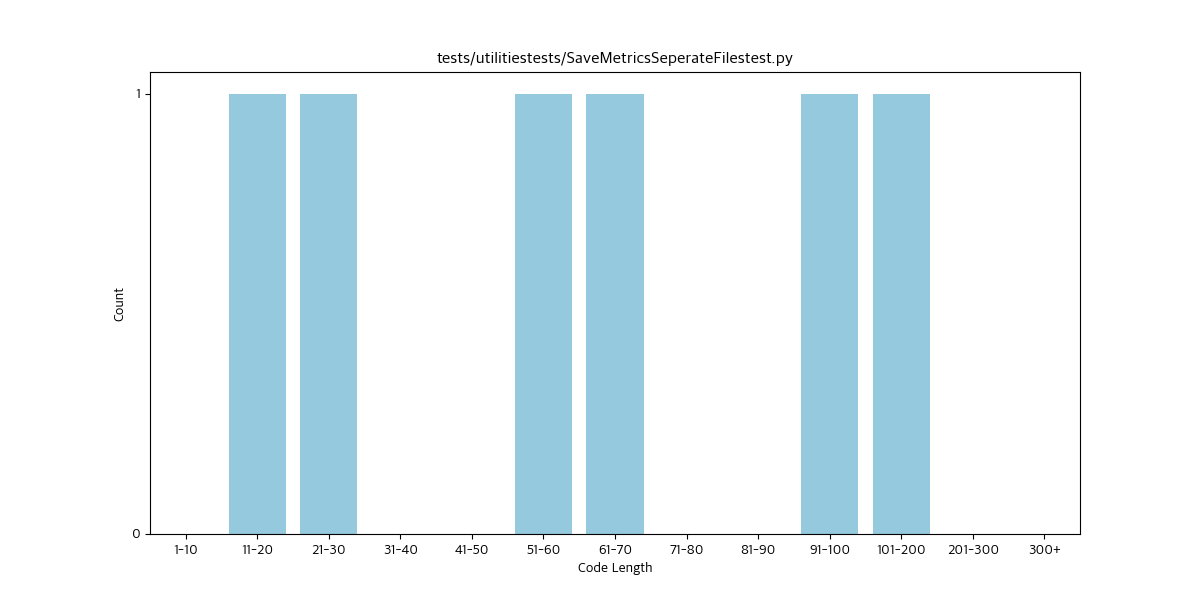 tests/utilitiestests/SaveMetricsSeperateFilestest.py
1
Count
0
1-10 11-20 21-30 31-40 41-50 51-60 61-70 71-80 81-90 91-100 101-200 201-300 300+
Code Length